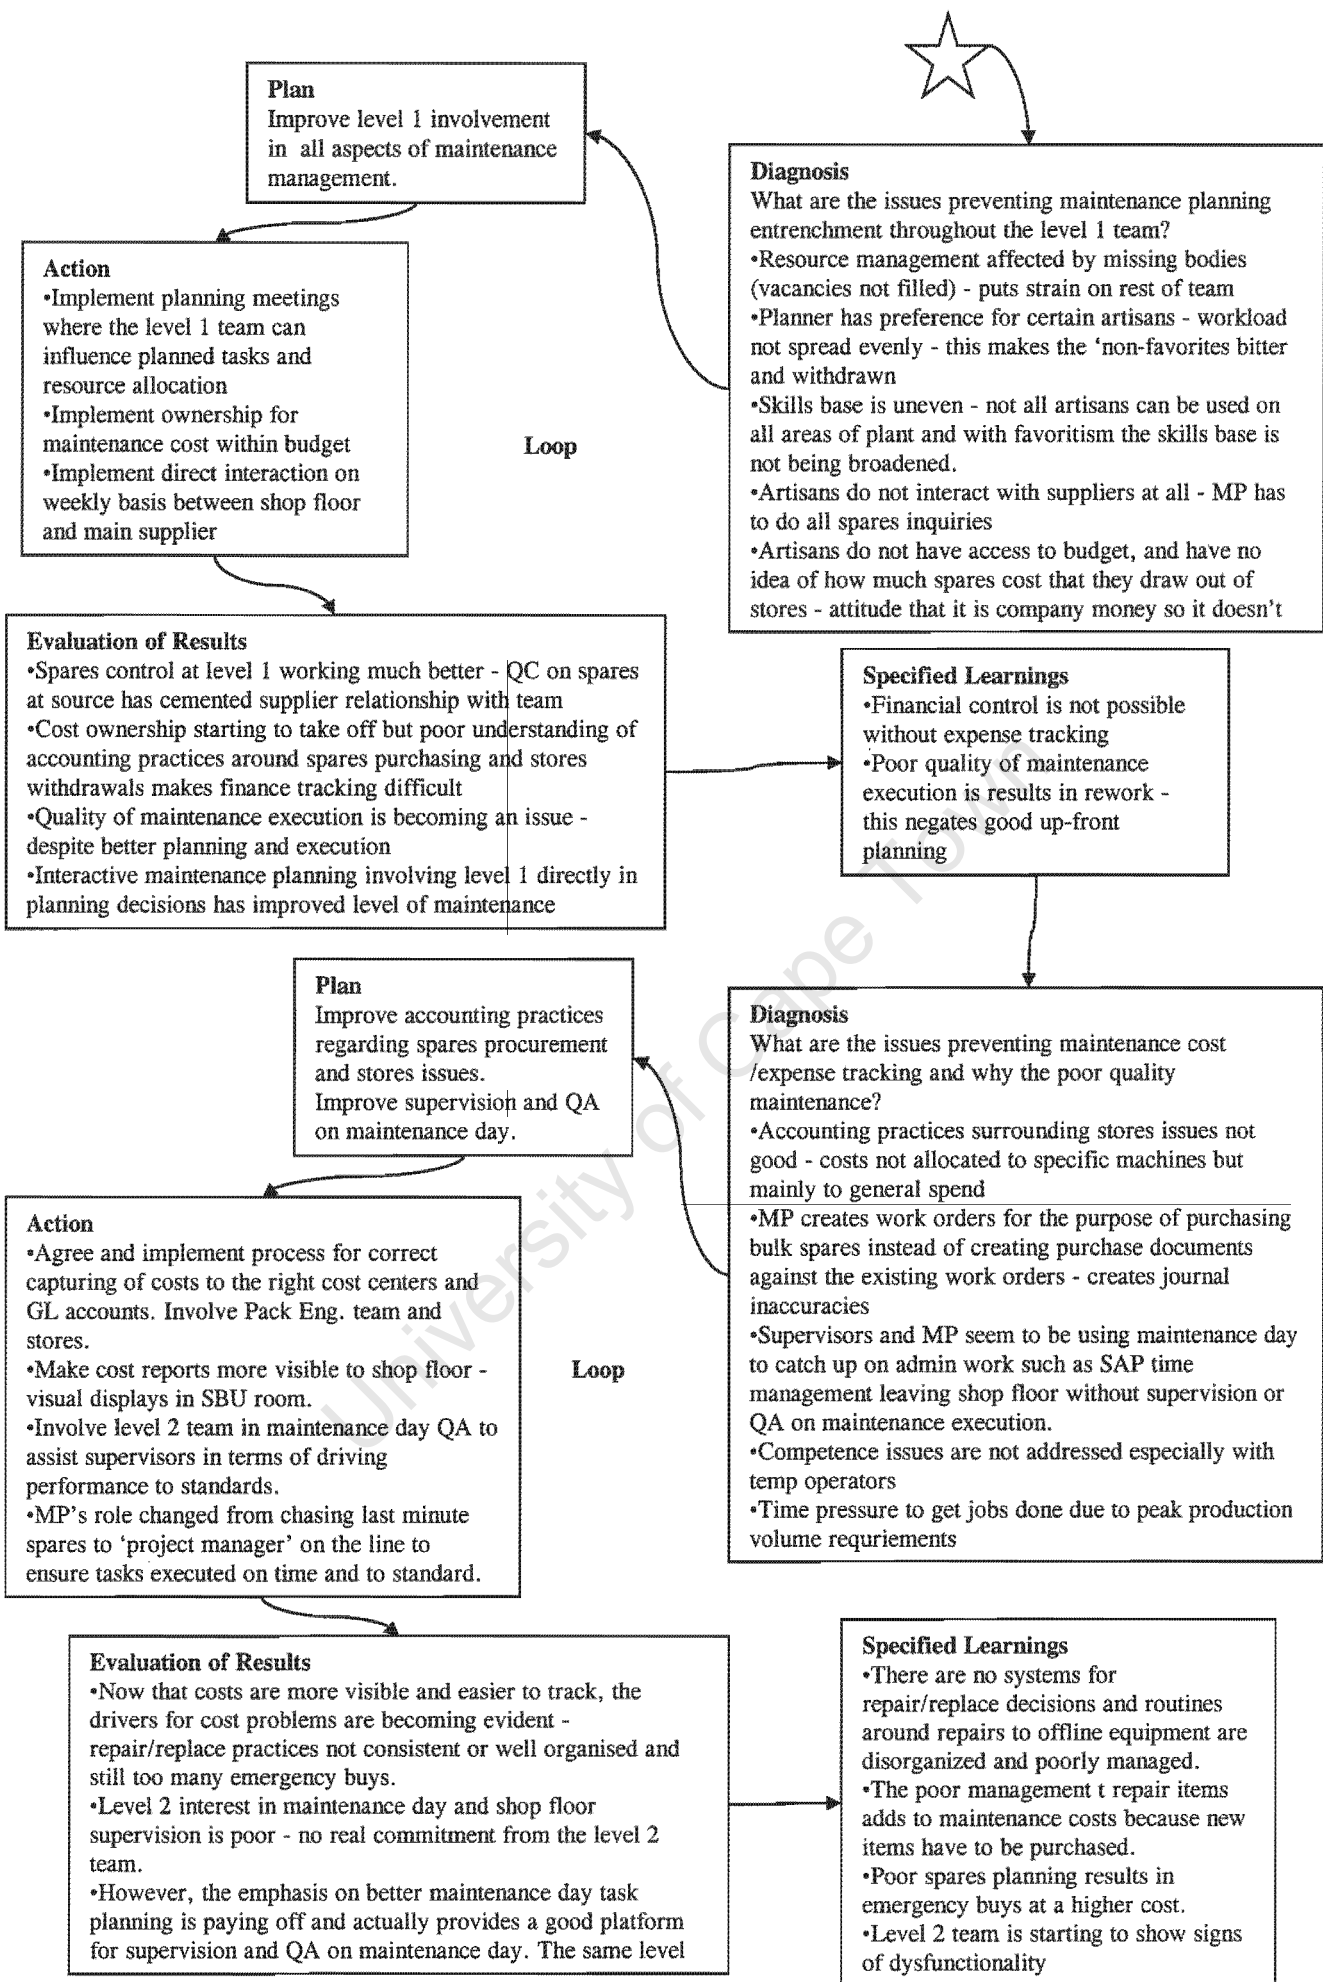 Plan
Improve level 1 involvement
in all aspects of maintenance
management.
Diagnosis
What are the issues preventing maintenance planning
entrenchment throughout the level 1 team?
•Resource management affected by missing bodies
(vacancies not filled) - puts strain on rest of team
•Planner has preference for certain artisans - workload
not spread evenly - this makes the ‘non-favorites bitter
and withdrawn
•Skills base is uneven - not all artisans can be used on
all areas of plant and with favoritism the skills base is
not being broadened.
•Artisans do not interact with suppliers at all - MP has
to do all spares inquiries
•Artisans do not have access to budget, and have no
idea of how much spares cost that they draw out of
stores - attitude that it is company money so it doesn't
Action
•Implement planning meetings
where the level 1 team can
influence planned tasks and
resource allocation
•Implement ownership for
maintenance cost within budget
•Implement direct interaction on
weekly basis between shop floor
and main supplier
Loop
Evaluation of Results
•Spares control at level 1 working much better - QC on spares
at source has cemented supplier relationship with team
•Cost ownership starting to take off but poor understanding of
accounting practices around spares purchasing and stores
withdrawals makes finance tracking difficult
•Quality of maintenance execution is becoming an issue -
despite better planning and execution
•Interactive maintenance planning involving level 1 directly in
planning decisions has improved level of maintenance
Specified Learnings
•Financial control is not possible
without expense tracking
•Poor quality of maintenance
execution is results in rework -
this negates good up-front
planning
Plan
Improve accounting practices
regarding spares procurement
and stores issues.
Improve supervision and QA
on maintenance day.
Diagnosis
What are the issues preventing maintenance cost
/expense tracking and why the poor quality
maintenance?
•Accounting practices surrounding stores issues not
good - costs not allocated to specific machines but
mainly to general spend
•MP creates work orders for the purpose of purchasing
bulk spares instead of creating purchase documents
against the existing work orders - creates journal
inaccuracies
•Supervisors and MP seem to be using maintenance day
to catch up on admin work such as SAP time
management leaving shop floor without supervision or
QA on maintenance execution.
•Competence issues are not addressed especially with
temp operators
•Time pressure to get jobs done due to peak production
volume requriements
Action
•Agree and implement process for correct
capturing of costs to the right cost centers and
GL accounts. Involve Pack Eng. team and
stores.
•Make cost reports more visible to shop floor -
visual displays in SBU room.
•Involve level 2 team in maintenance day QA to
assist supervisors in terms of driving
performance to standards.
•MP's role changed from chasing last minute
spares to ‘project manager’ on the line to
ensure tasks executed on time and to standard.
Loop
Evaluation of Results
•Now that costs are more visible and easier to track, the
drivers for cost problems are becoming evident -
repair/replace practices not consistent or well organised and
still too many emergency buys.
•Level 2 interest in maintenance day and shop floor
supervision is poor - no real commitment from the level 2
team.
•However, the emphasis on better maintenance day task
planning is paying off and actually provides a good platform
for supervision and QA on maintenance day. The same level
Specified Learnings
•There are no systems for
repair/replace decisions and routines
around repairs to offline equipment are
disorganized and poorly managed.
•The poor management t repair items
adds to maintenance costs because new
items have to be purchased.
•Poor spares planning results in
emergency buys at a higher cost.
•Level 2 team is starting to show signs
of dysfunctionality
University of Cape Town